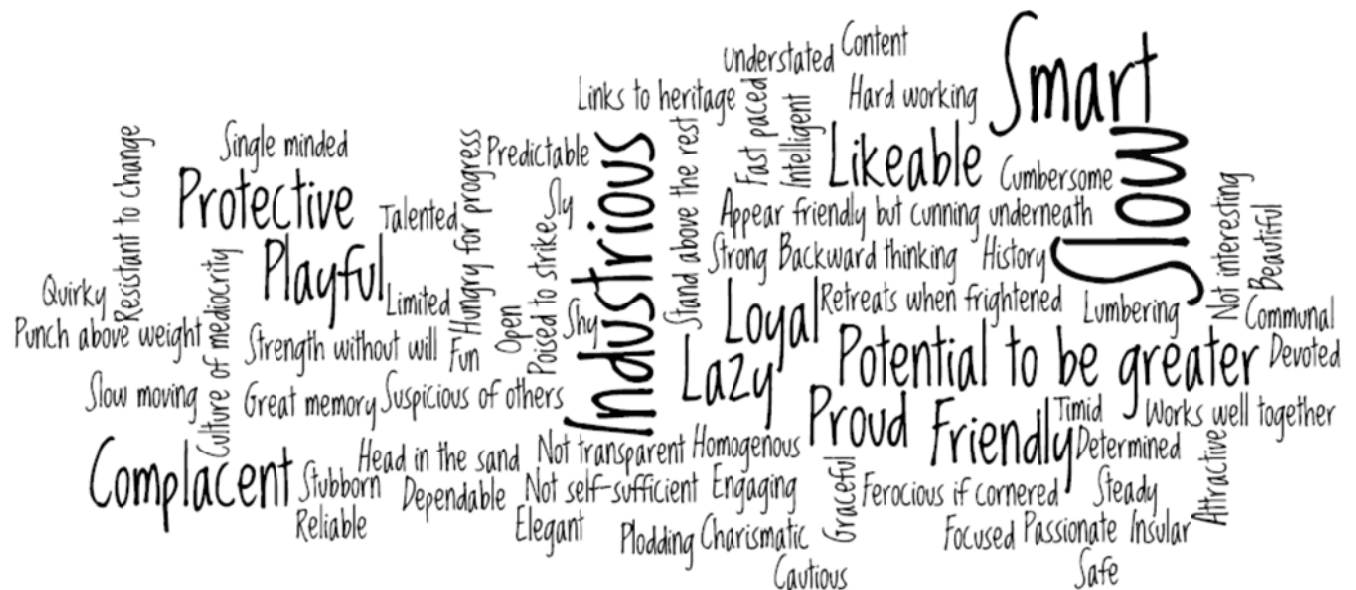 Content
Understated
Smart
Links to heritage
Fast paced
Intelligent
Hard working
Single minded
Resistant to change
Predictable
Industrious
Stand above the rest
Likeable
Cumbersome
Slow
Protective
Talented
Hungry for progress
Sly
Appear friendly but cunning underneath
Not interesting
Beautiful
Playful
Strong
Backward thinking
History
Quirky
Culture of mediocrity
Limited
Open
Poised to strike
Shy
Loyal
Retreats when frightened
Lumbering
Communal
Punch above weight
Strength without will
Fun
Lazy
Potential to be greater
Devoted
Slow moving
Great memory
Suspicious of others
Proud
Friendly
Timid
Works well together
Complacent
Head in the sand
Not transparent
Homogenous
Determined
Stubborn
Dependable
Not self-sufficient
Engaging
Graceful
Ferocious if cornered
Steady
Attractive
Reliable
Elegant
Plodding
Charismatic
Focused
Passionate
Insular
Cautious
Safe